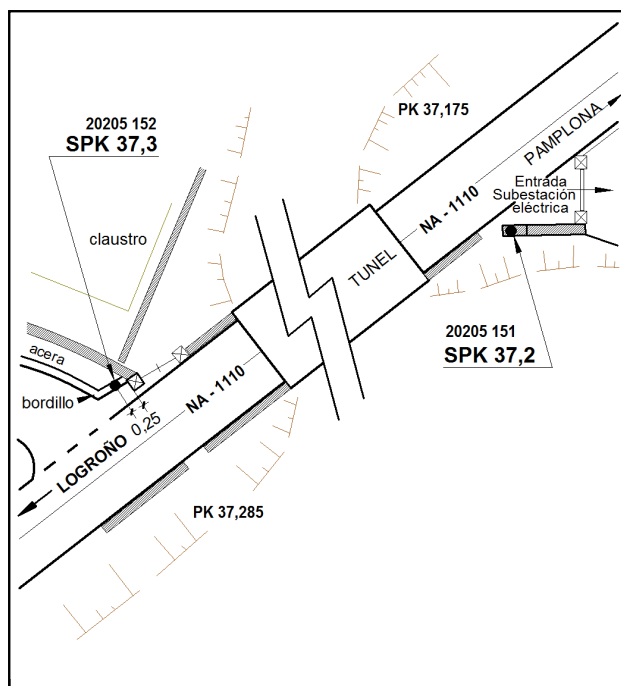 PK 37,175
20205 152
SPK 37,3
PAMPLONA
Entrada
Subestación
eléctrica
NA - 1110
claustro
TUNEL
20205 151
SPK 37,2
acera
bordillo
0,25
NA - 1110
LOGROÑO
PK 37,285